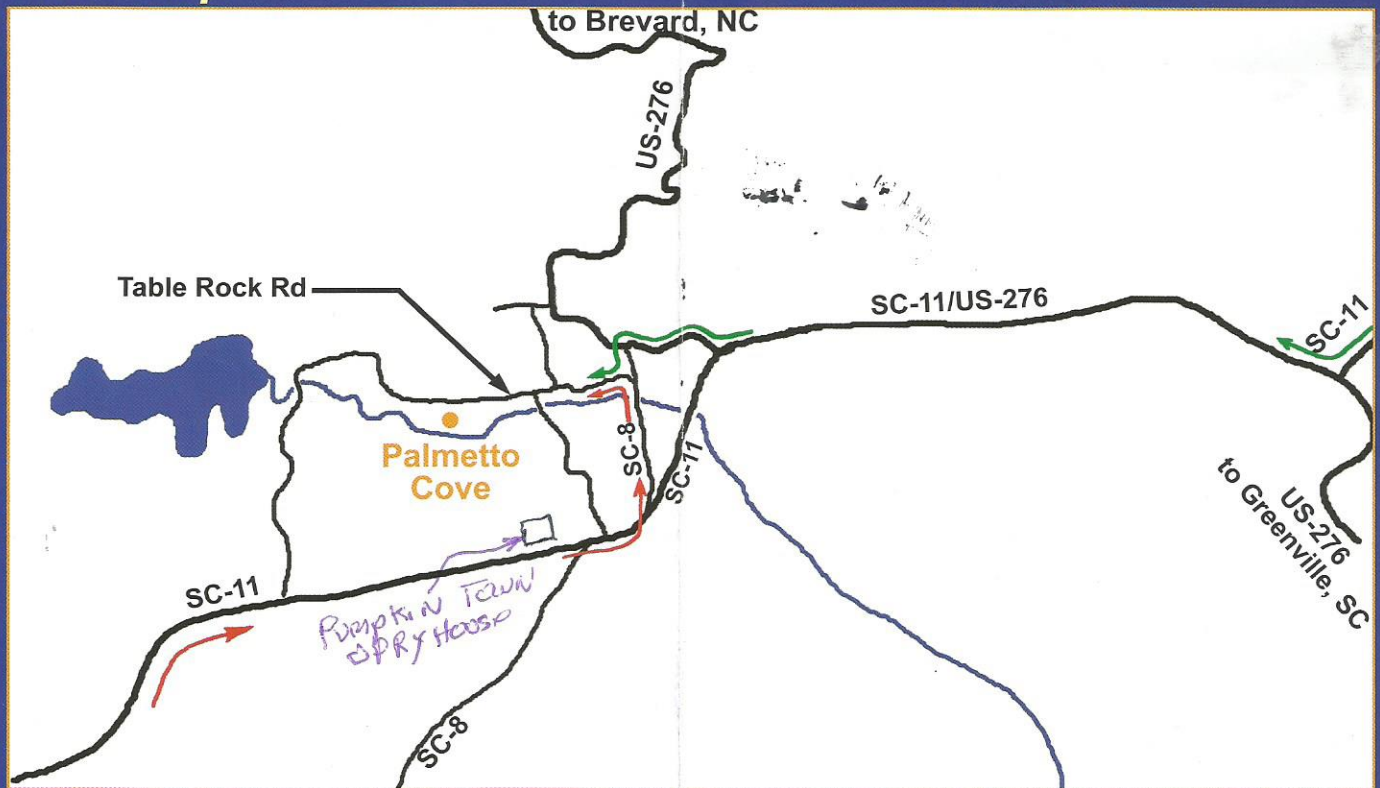 to Brevard, NC
US-276
Table Rock Rd
SC-11/US-276
SC-11
Palmetto
Cove
SC-8
SC-11
US-276
to Greenville, SC
SC-11
PUMPKIN TOWN
OPRY HOUSE
SC-8